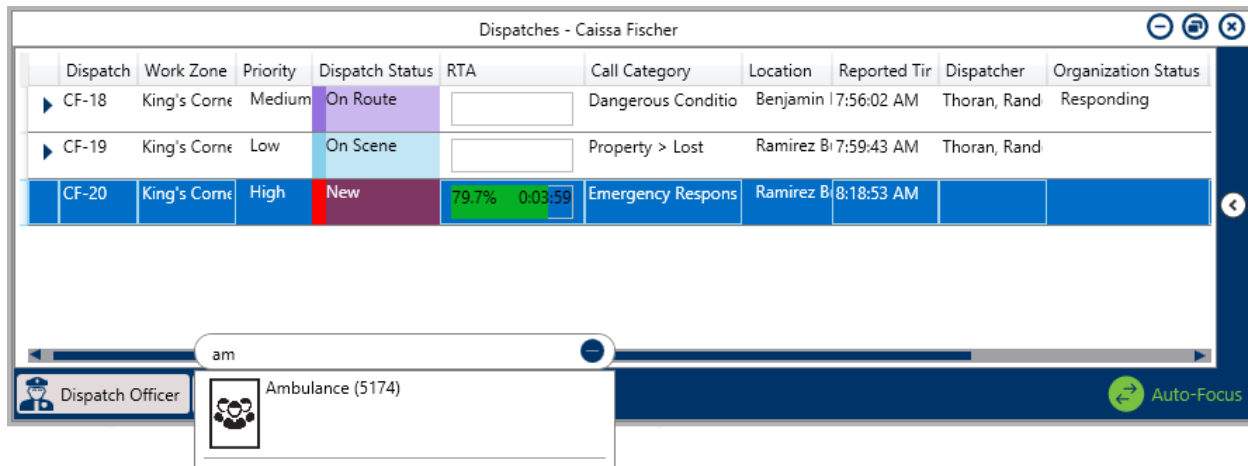 Dispatches - Caissa Fischer
Dispatch Work Zone Priority Dispatch Status RTA Call Category Location Reported Tir Dispatcher Organization Status
CF-18 King's Corne Medium On Route Dangerous Conditio Benjamin 7:56:02 AM Thoran, Rand Responding
CF-19 King's Corne Low On Scene Property > Lost Ramirez B 7:59:43 AM Thoran, Rand
CF-20 King's Corne High New 79.7% 0:03:59 Emergency Respons Ramirez B 8:18:53 AM
am
Dispatch Officer Ambulance (5174) Auto-Focus